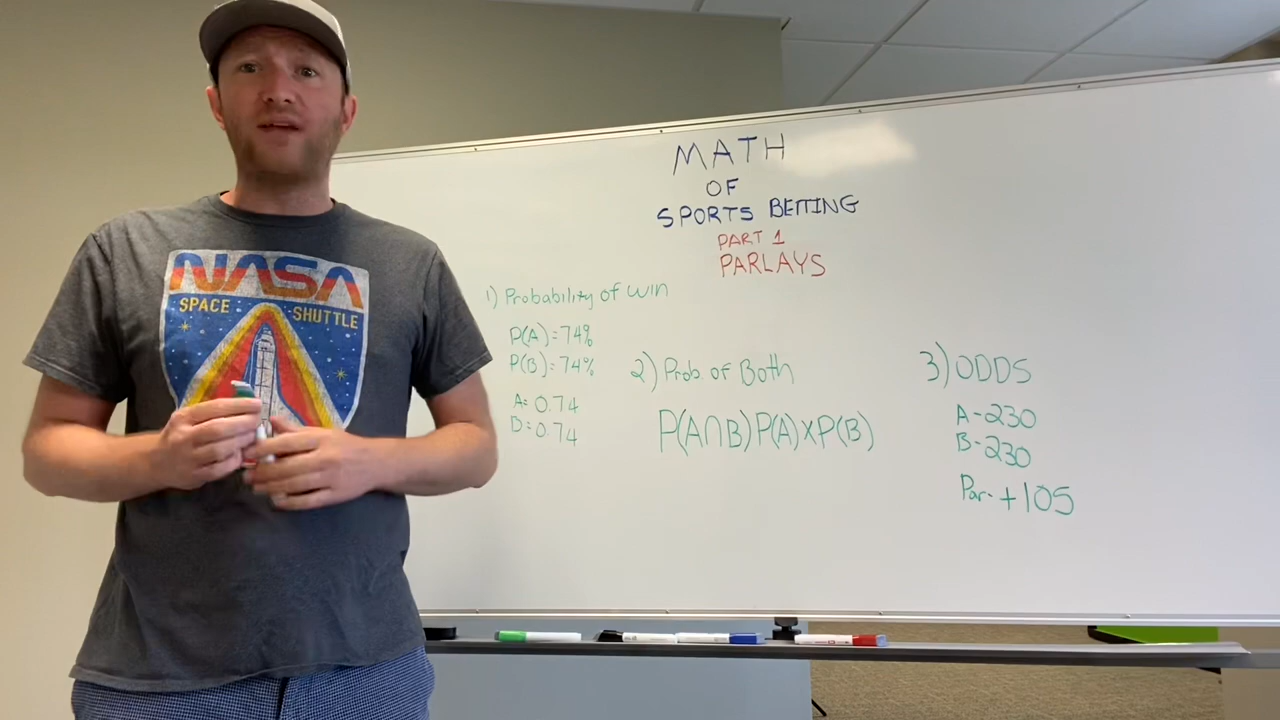 NASA
SPACE SHUTTLE
MATH
OF
SPORTS BETTING
PART 1
PARLAYS
1) Probability of win
P(A)=74%
P(B)=74%
A=0.74
D=0.74
2) Prob. of Both
P(A∩B)P(A)XP(B)
3) ODDS
A-230
B-230
Par-+105